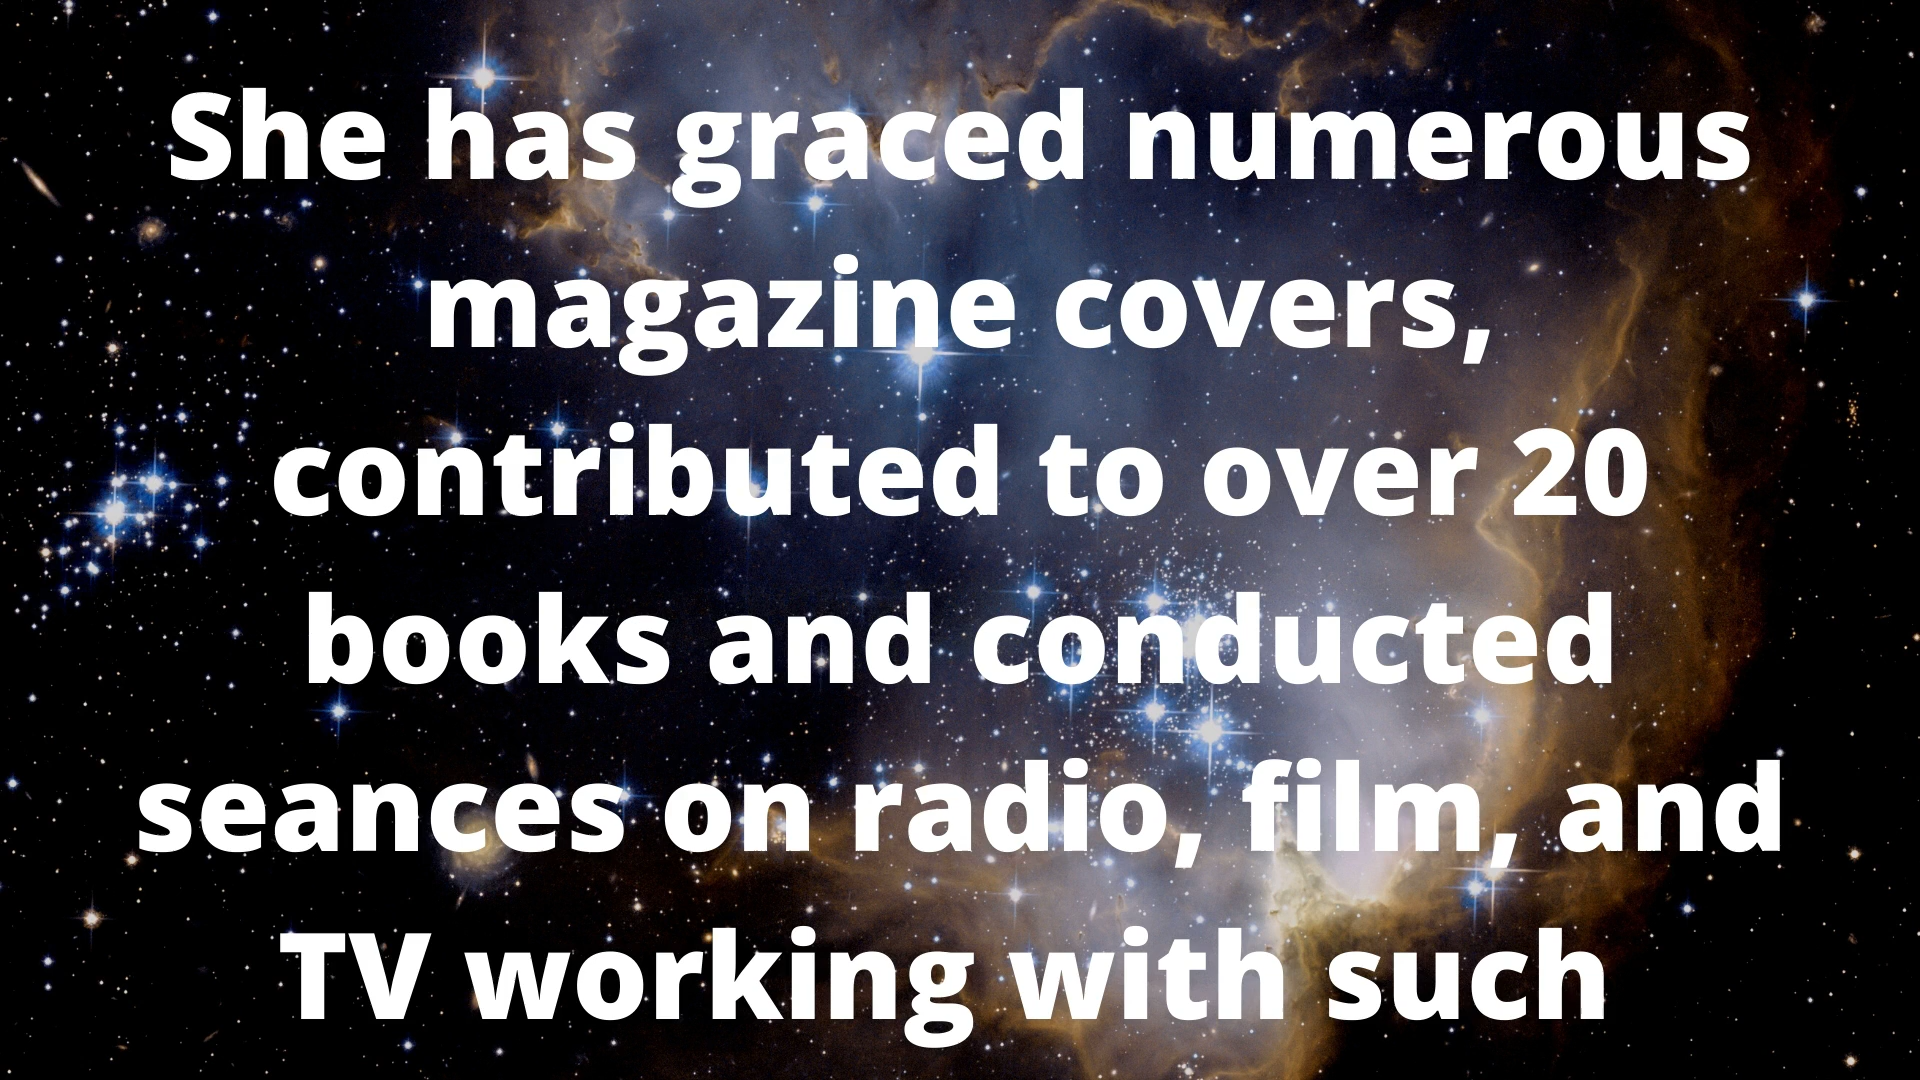 She has graced numerous
magazine covers,
contributed to over 20
books and conducted
seances on radio, film, and
TV working with such